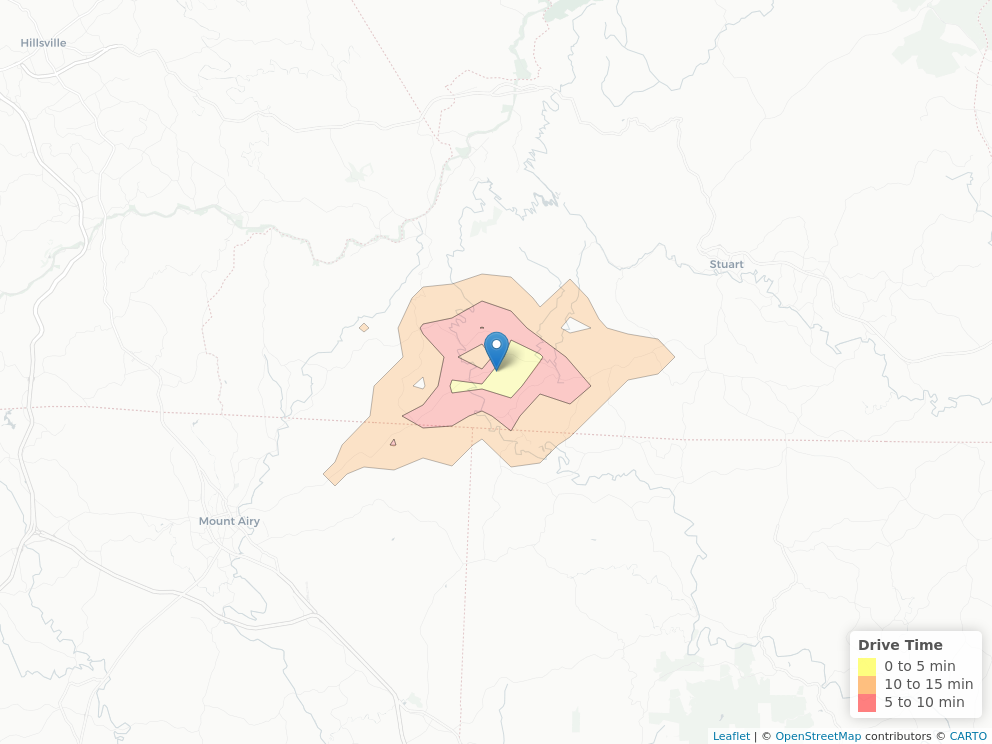 Hillsville
Stuart
Mount Airy
Drive Time
0 to 5 min
10 to 15 min
5 to 10 min
Leaflet | © OpenStreetMap contributors © CARTO